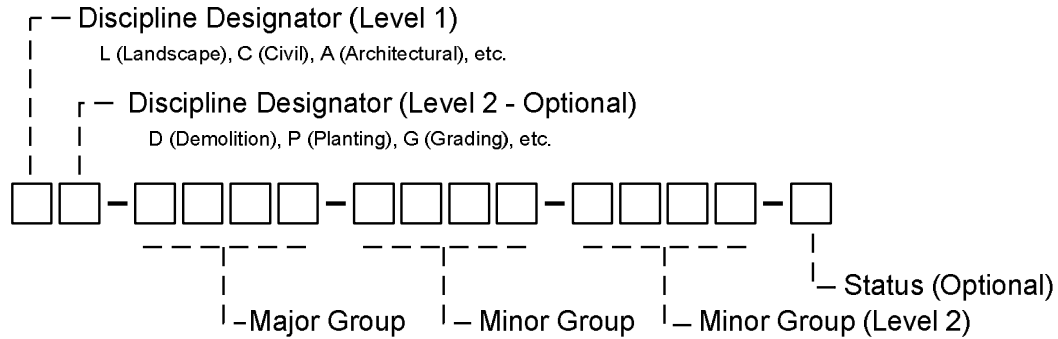 Discipline Designator (Level 1)
L (Landscape), C (Civil), A (Architectural), etc.
Discipline Designator (Level 2 - Optional)
D (Demolition), P (Planting), G (Grading), etc.
Status (Optional)
Major Group
Minor Group
Minor Group (Level 2)